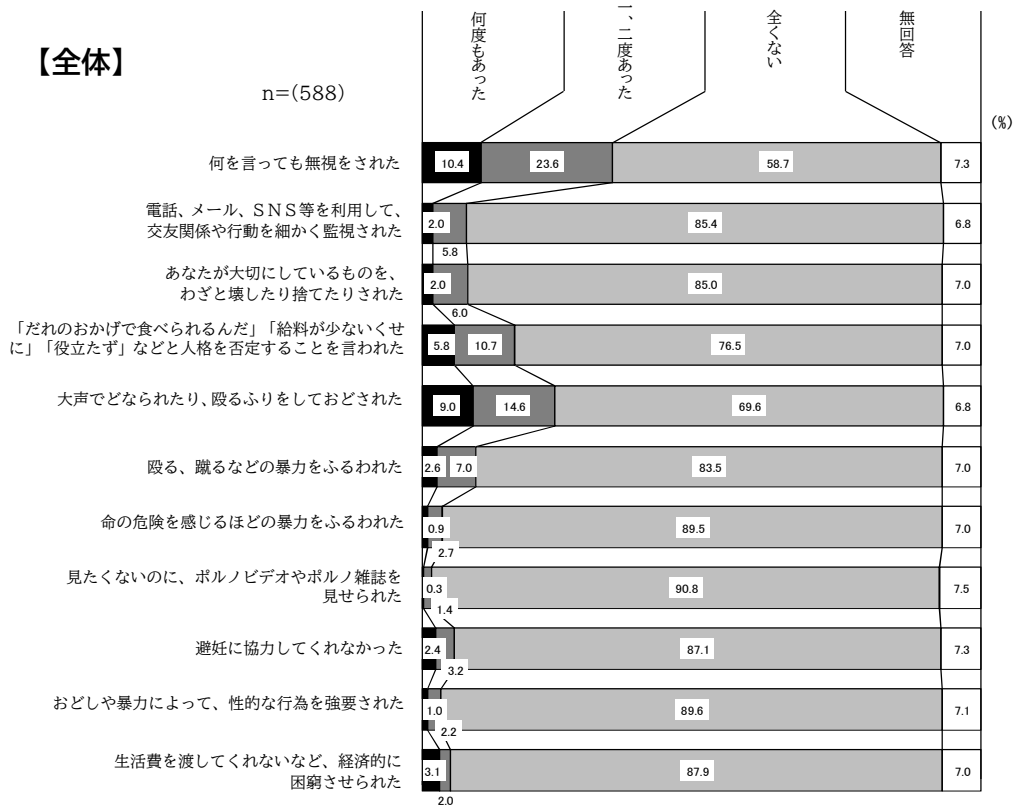 【全体】
n=(588)
何度もあった
一、二度あった
全くない
無回答
(%)
何を言っても無視をされた
10.4 23.6 58.7 7.3
電話、メール、ＳＮＳ等を利用して、
交友関係や行動を細かく監視された
2.0 85.4 6.8
5.8
あなたが大切にしているものを、
わざと壊したり捨てたりされた
2.0 85.0 7.0
6.0
「だれのおかげで食べられるんだ」「給料が少ないくせ
に」「役立たず」などと人格を否定することを言われた
5.8 10.7 76.5 7.0
大声でどなられたり、殴るふりをしておどされた
9.0 14.6 69.6 6.8
殴る、蹴るなどの暴力をふるわれた
2.6 7.0 83.5 7.0
命の危険を感じるほどの暴力をふるわれた
0.9 89.5 7.0
2.7
見たくないのに、ポルノビデオやポルノ雑誌を
見せられた
0.3 90.8 7.5
1.4
避妊に協力してくれなかった
2.4 87.1 7.3
3.2
おどしや暴力によって、性的な行為を強要された
1.0 89.6 7.1
2.2
生活費を渡してくれないなど、経済的に
困窮させられた
3.1 87.9 7.0
2.0